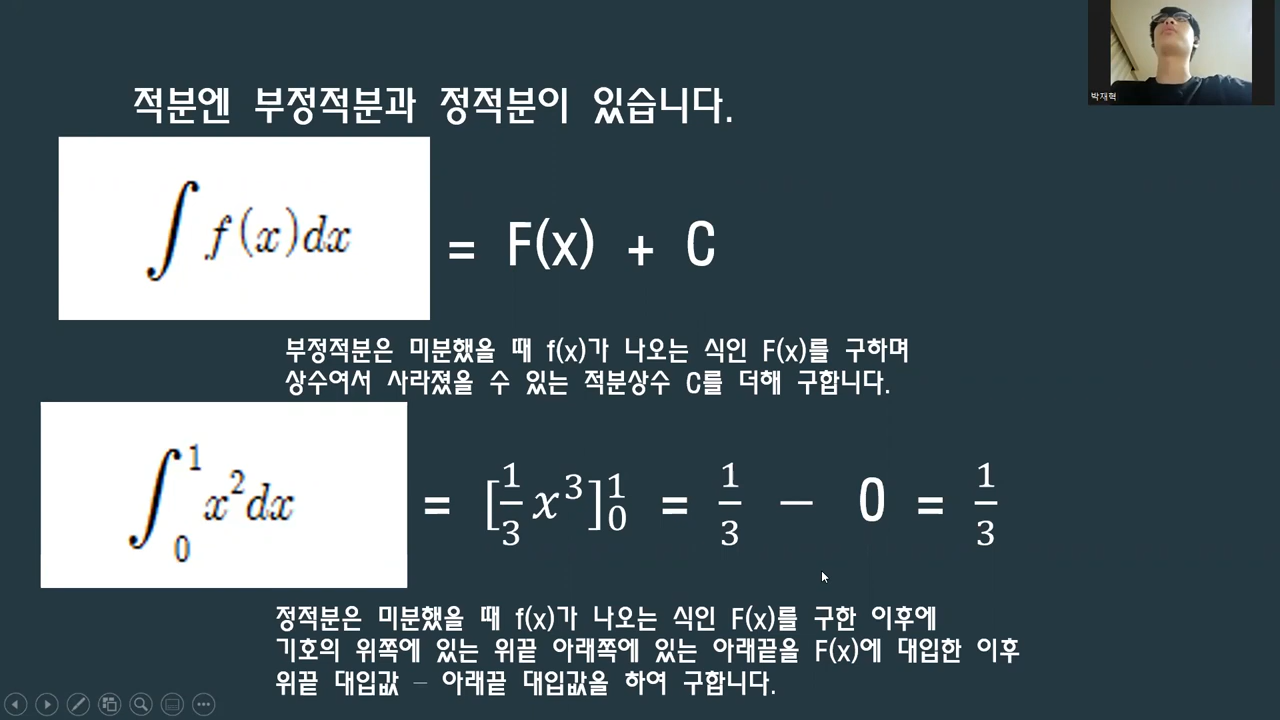 박재혁
적분엔 부정적분과 정적분이 있습니다.
∫ f(x)dx = F(x) + C
부정적분은 미분했을 때 f(x)가 나오는 식인 F(x)를 구하며
상수여서 사라졌을 수 있는 적분상수 C를 더해 구합니다.
∫₀¹ x²dx = [1/3 x³]₀¹ = 1/3 − 0 = 1/3
정적분은 미분했을 때 f(x)가 나오는 식인 F(x)를 구한 이후에
기호의 위쪽에 있는 위끝 아래쪽에 있는 아래끝을 F(x)에 대입한 이후
위끝 대입값 – 아래끝 대입값을 하여 구합니다.